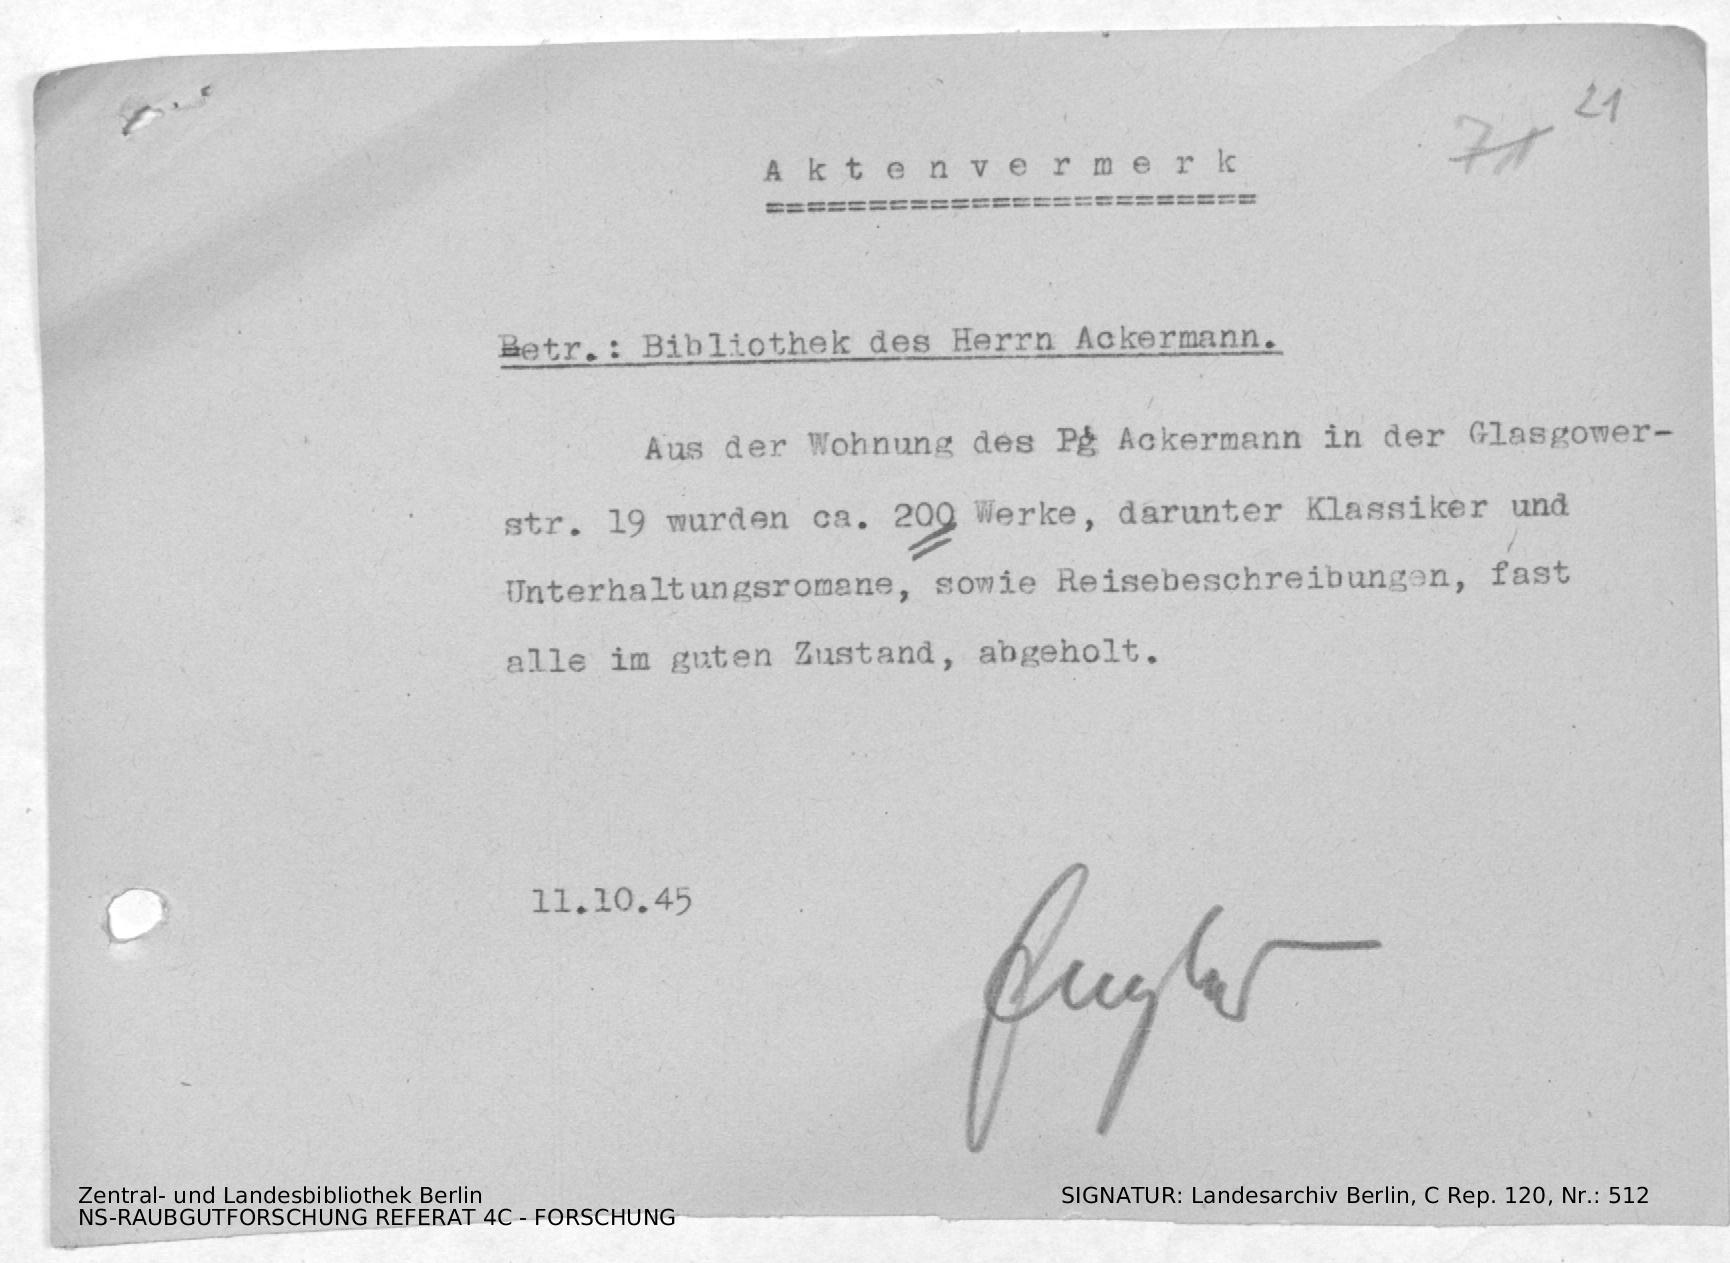 21
71
Aktenvermerk
========================
Betr.: Bibliothek des Herrn Ackermann.
Aus der Wohnung des Pg Ackermann in der Glasgower-
str. 19 wurden ca. 200 Werke, darunter Klassiker und
Unterhaltungsromane, sowie Reisebeschreibungen, fast
alle im guten Zustand, abgeholt.
11.10.45
Zentral- und Landesbibliothek Berlin
NS-RAUBGUTFORSCHUNG REFERAT 4C - FORSCHUNG
SIGNATUR: Landesarchiv Berlin, C Rep. 120, Nr.: 512